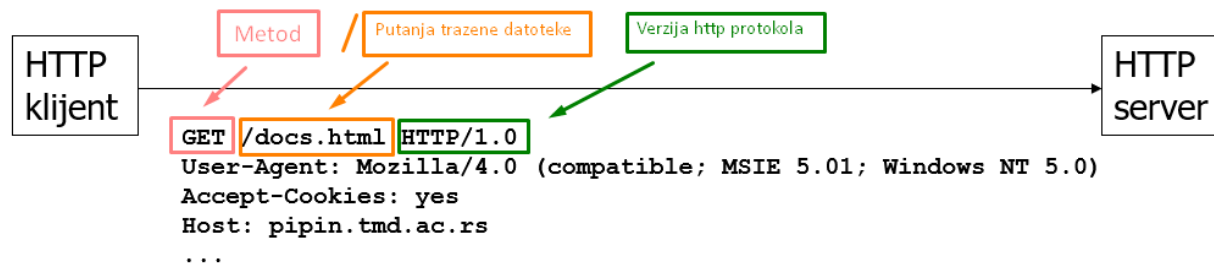 Metod
/
Putanja trazene datoteke
Verzija http protokola
HTTP
klijent
HTTP
server
GET /docs.html HTTP/1.0
User-Agent: Mozilla/4.0 (compatible; MSIE 5.01; Windows NT 5.0)
Accept-Cookies: yes
Host: pipin.tmd.ac.rs
...